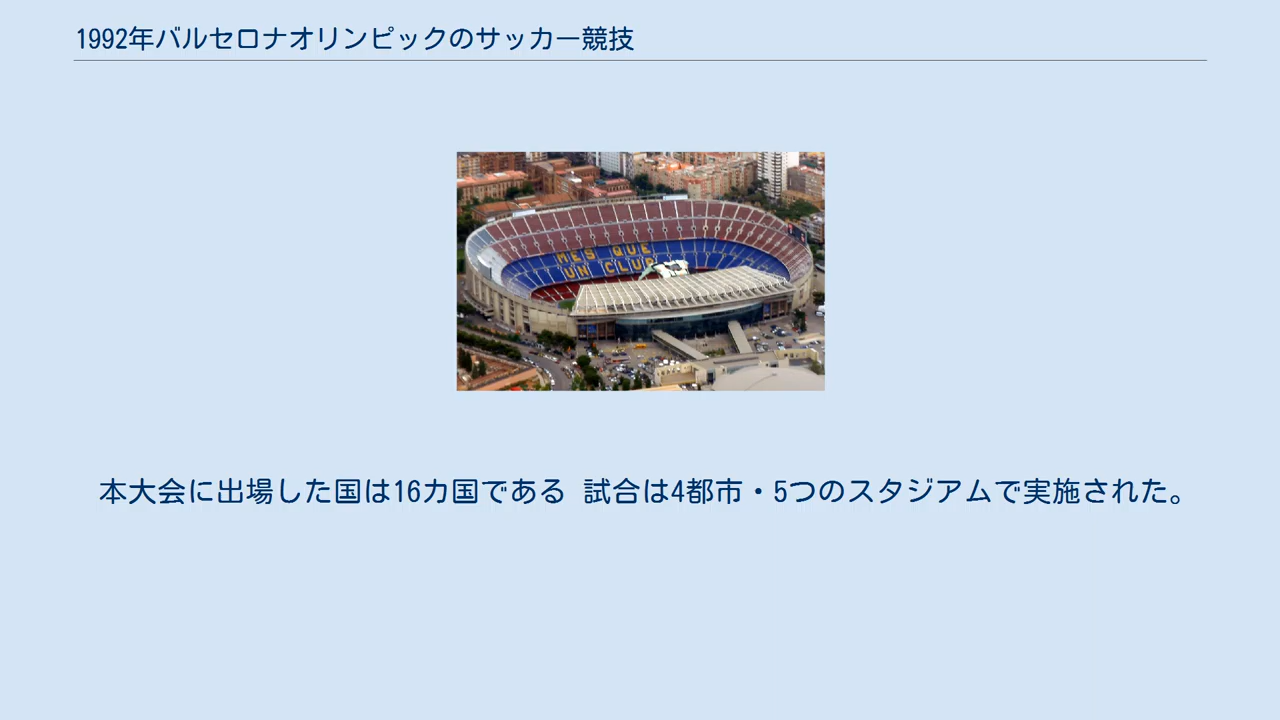 1992年バルセロナオリンピックのサッカー競技
MES QUE
UN CLUB
本大会に出場した国は16カ国である 試合は4都市・5つのスタジアムで実施された。